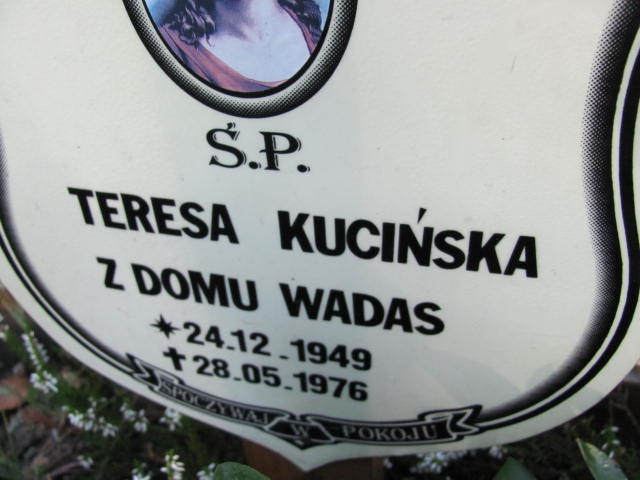 Ś.P.
TERESA KUCIŃSKA
Z DOMU WADAS
✶ 24-12-1949
✝ 28-05-1976
SPOCZYWAJ W POKOJU